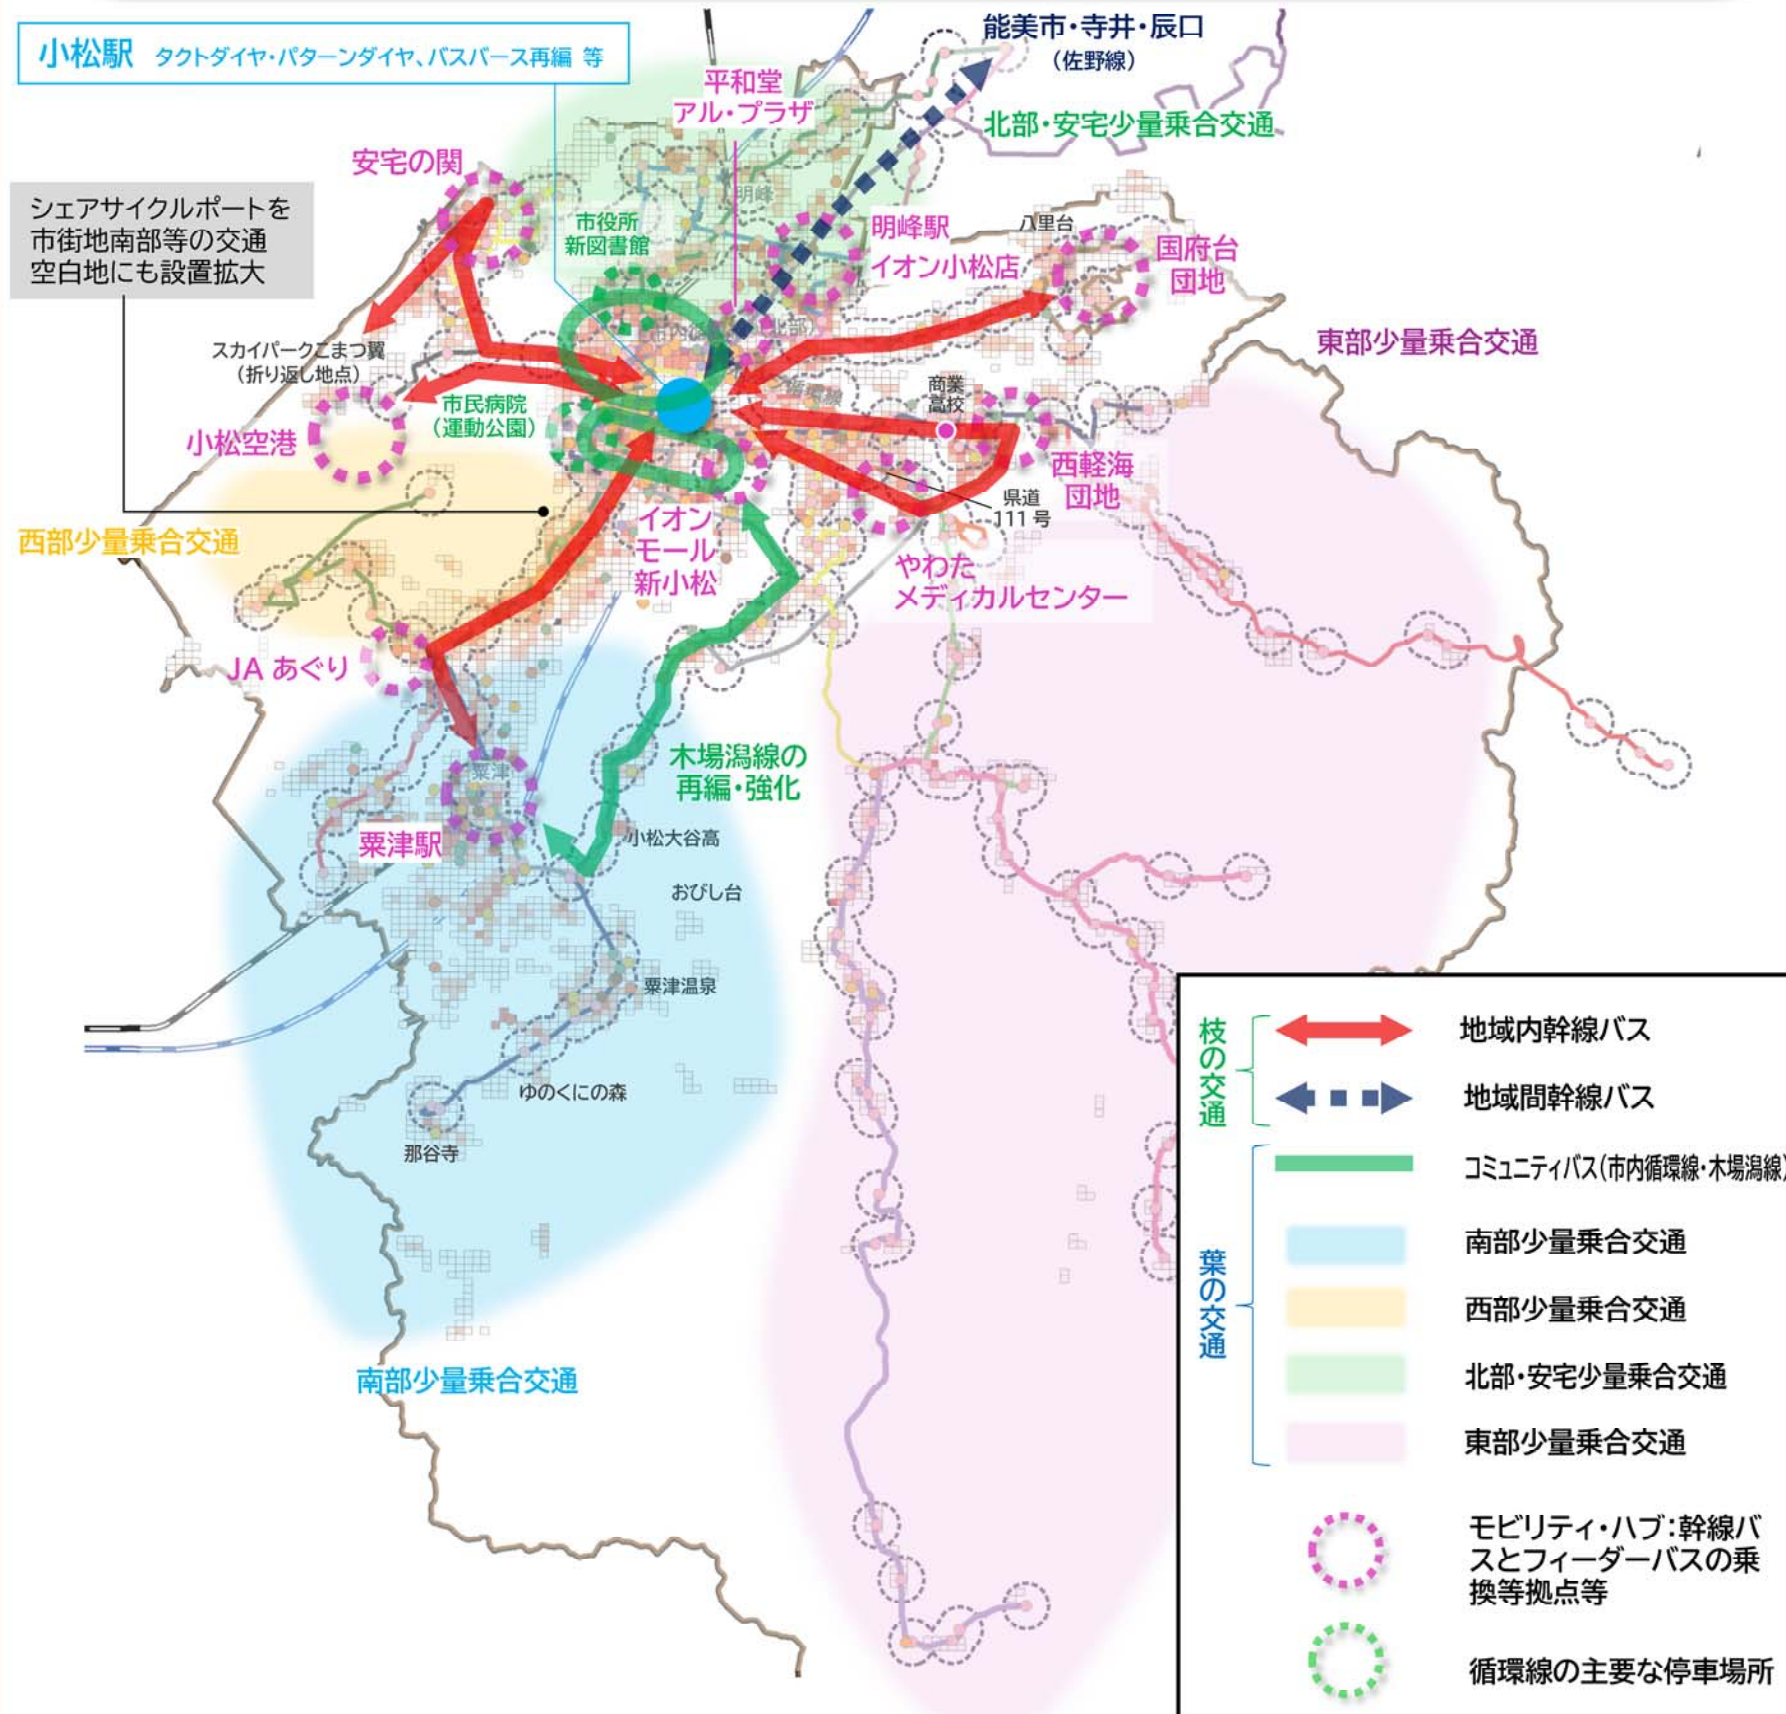 小松駅 タクトダイヤ・パターンダイヤ、バスバース再編 等
能美市・寺井・辰口
（佐野線）
平和堂
アル・プラザ
北部・安宅少量乗合交通
安宅の関
シェアサイクルポートを
市街地南部等の交通
空白地にも設置拡大
明峰
市役所
新図書館
明峰駅
イオン小松店
八里台
国府台
団地
東部少量乗合交通
スカイパークこまつ翼
（折り返し地点）
市民病院
（運動公園）
小松空港
商業
高校
西軽海
団地
県道
111号
西部少量乗合交通
イオン
モール
新小松
やわた
メディカルセンター
JAあぐり
木場潟線の
再編・強化
粟津
粟津駅
小松大谷高
おびし台
粟津温泉
ゆのくにの森
那谷寺
南部少量乗合交通
枝の交通
地域内幹線バス
地域間幹線バス
葉の交通
コミュニティバス（市内循環線・木場潟線）
南部少量乗合交通
西部少量乗合交通
北部・安宅少量乗合交通
東部少量乗合交通
モビリティ・ハブ：幹線バ
スとフィーダーバスの乗
換等拠点等
循環線の主要な停車場所